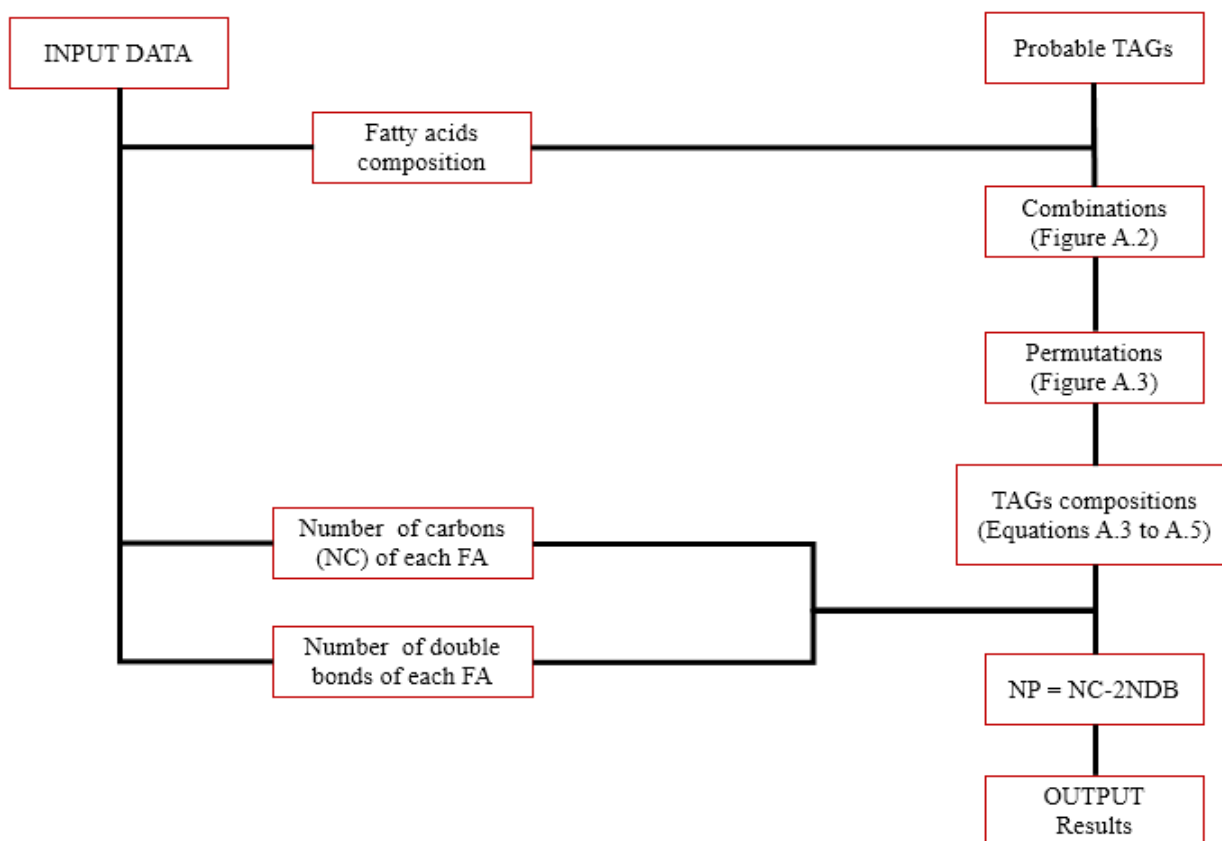 INPUT DATA
Probable TAGs
Fatty acids
composition
Combinations
(Figure A.2)
Permutations
(Figure A.3)
TAGs compositions
(Equations A.3 to A.5)
Number of carbons
(NC) of each FA
Number of double
bonds of each FA
NP = NC-2NDB
OUTPUT
Results